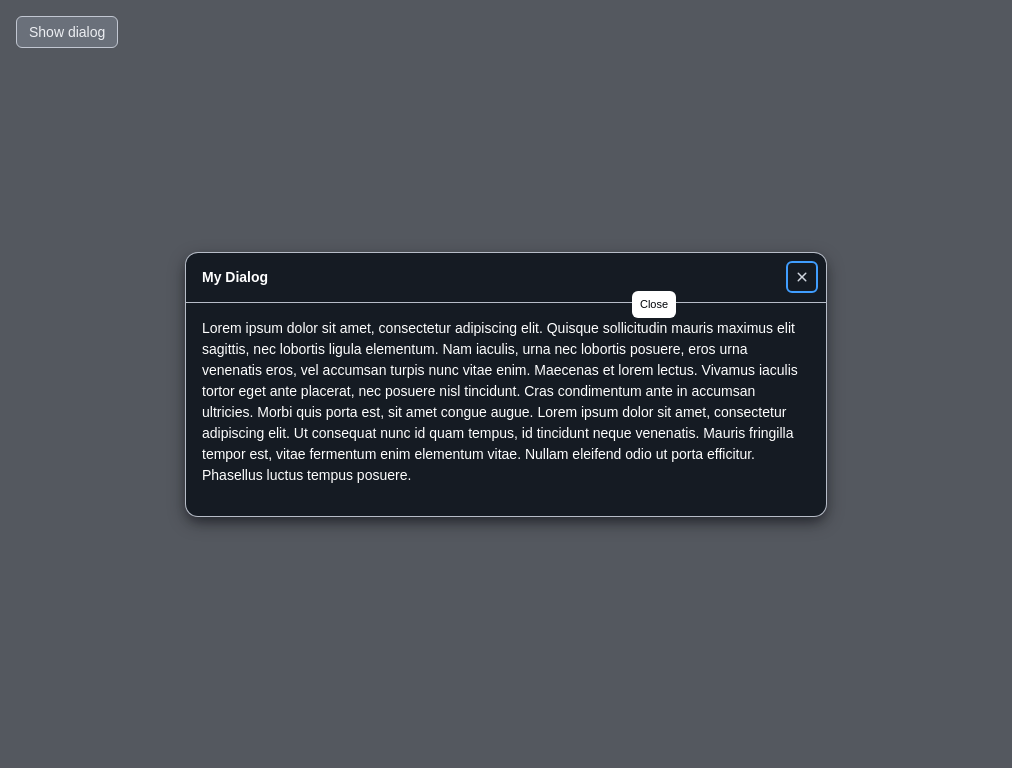 Show dialog
My Dialog
Close
Lorem ipsum dolor sit amet, consectetur adipiscing elit. Quisque sollicitudin mauris maximus elit
sagittis, nec lobortis ligula elementum. Nam iaculis, urna nec lobortis posuere, eros urna
venenatis eros, vel accumsan turpis nunc vitae enim. Maecenas et lorem lectus. Vivamus iaculis
tortor eget ante placerat, nec posuere nisl tincidunt. Cras condimentum ante in accumsan
ultricies. Morbi quis porta est, sit amet congue augue. Lorem ipsum dolor sit amet, consectetur
adipiscing elit. Ut consequat nunc id quam tempus, id tincidunt neque venenatis. Mauris fringilla
tempor est, vitae fermentum enim elementum vitae. Nullam eleifend odio ut porta efficitur.
Phasellus luctus tempus posuere.